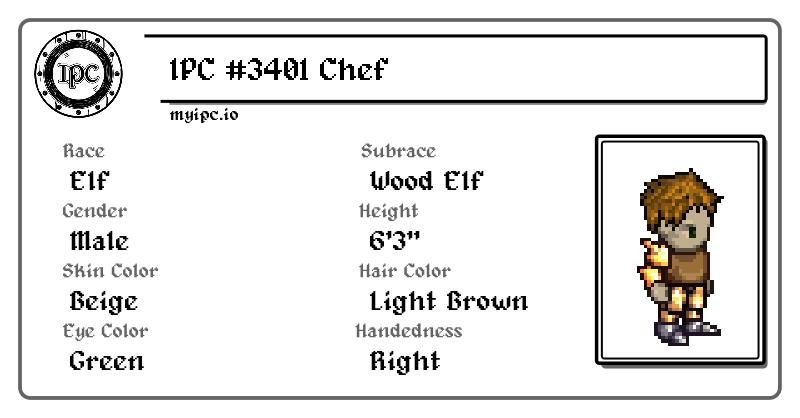 IPC
IPC #3401 Chef
myipc.io
Race
Elf
Subrace
Wood Elf
Gender
Male
Height
6'3"
Skin Color
Beige
Hair Color
Light Brown
Eye Color
Green
Handedness
Right